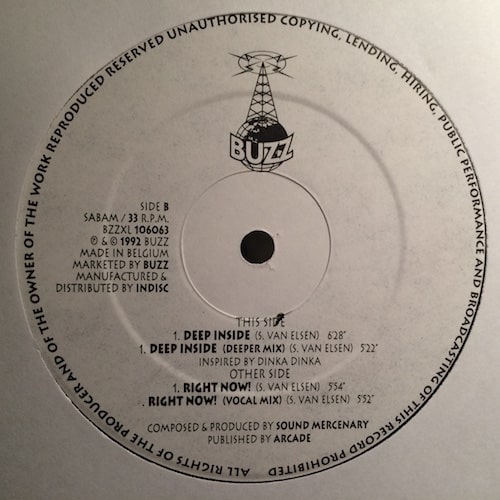 ALL RIGHTS OF THE PRODUCER AND OF THE OWNER OF THE WORK REPRODUCED RESERVED UNAUTHORISED COPYING, LENDING, HIRING, PUBLIC PERFORMANCE AND BROADCASTING OF THIS RECORD PROHIBITED
BUZZ
SIDE B
SABAM / 33 R.P.M.
BZZXL 106063
℗ & © 1992 BUZZ
MADE IN BELGIUM
MARKETED BY BUZZ
MANUFACTURED &
DISTRIBUTED BY INDISC
THIS SIDE
1. DEEP INSIDE (S. VAN ELSEN) 6'28"
1. DEEP INSIDE (DEEPER MIX) (S. VAN ELSEN) 5'22"
INSPIRED BY DINKA DINKA
OTHER SIDE
1. RIGHT NOW! (S. VAN ELSEN) 5'54"
. RIGHT NOW! (VOCAL MIX) (S. VAN ELSEN) 5'52"
COMPOSED & PRODUCED BY SOUND MERCENARY
PUBLISHED BY ARCADE